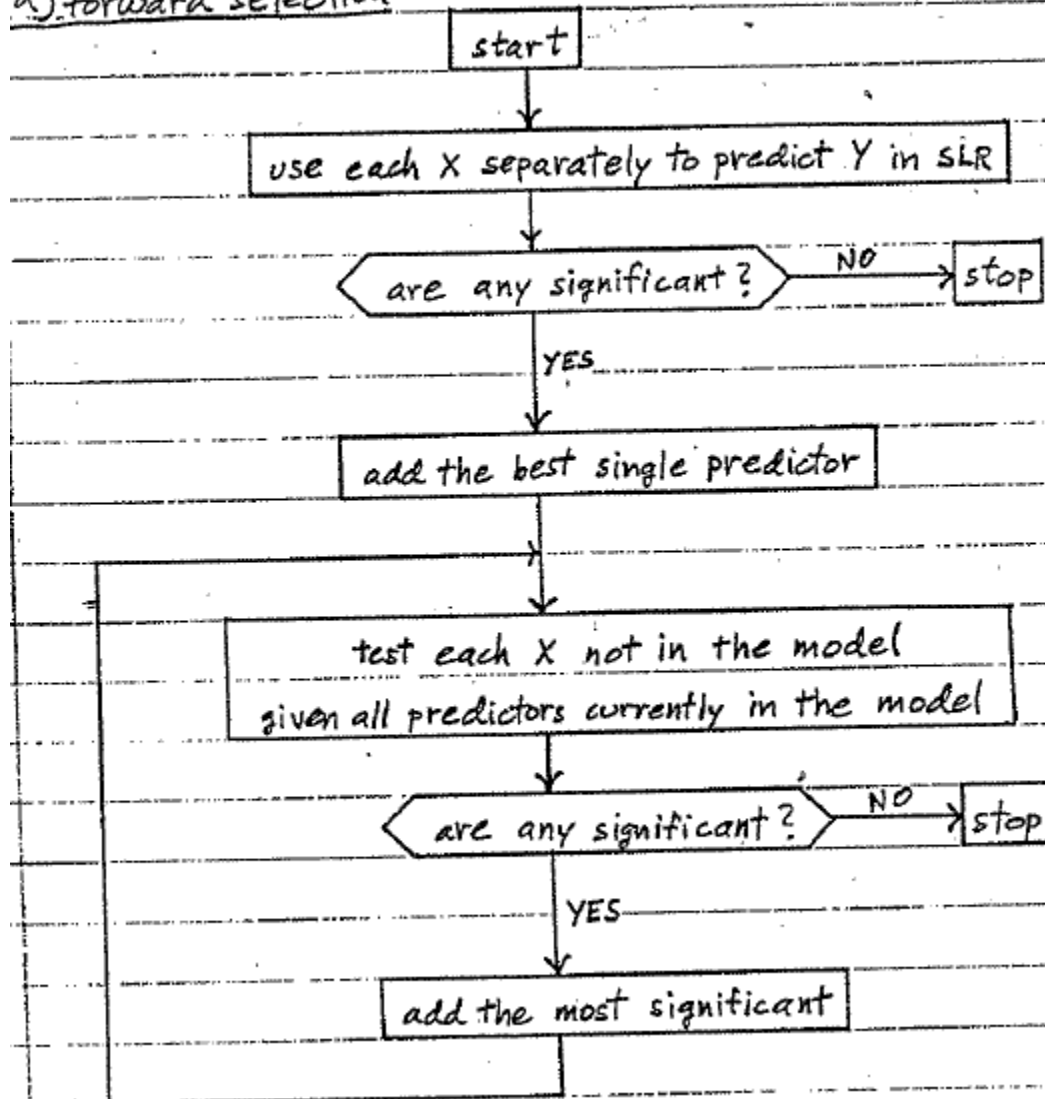 a) forward selection
start
use each X separately to predict Y in SLR
are any significant?
NO
stop
YES
add the best single predictor
test each X not in the model
given all predictors currently in the model
are any significant?
NO
stop
YES
add the most significant